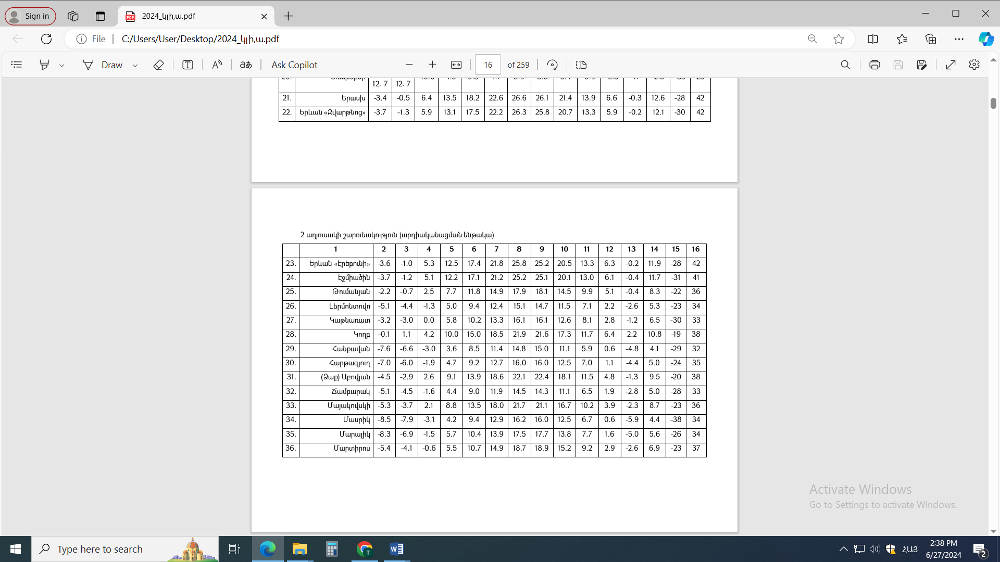 Sign in
2024_կլի,ա.pdf
File
C:/Users/User/Desktop/2024_կլի,ա.pdf
Draw
Ask Copilot
16
of 259
12. 7 12. 7
21. Երասխ -3.4 -0.5 6.4 13.5 18.2 22.6 26.6 26.1 21.4 13.9 6.6 -0.3 12.6 -28 42
22. Երևան «Զվարթնոց» -3.7 -1.3 5.9 13.1 17.5 22.2 26.3 25.8 20.7 13.3 5.9 -0.2 12.1 -30 42
2 աղյուսակի շարունակություն (արդիականացման ենթակա)
1 2 3 4 5 6 7 8 9 10 11 12 13 14 15 16
23. Երևան «Էրեբունի» -3.6 -1.0 5.3 12.5 17.4 21.8 25.8 25.2 20.5 13.3 6.3 -0.2 11.9 -28 42
24. Էջմիածին -3.7 -1.2 5.1 12.2 17.1 21.2 25.2 25.1 20.1 13.0 6.1 -0.4 11.7 -31 41
25. Թումանյան -2.2 -0.7 2.5 7.7 11.8 14.9 17.9 18.1 14.5 9.9 5.1 -0.4 8.3 -22 36
26. Լերմոնտովո -5.1 -4.4 -1.3 5.0 9.4 12.4 15.1 14.7 11.5 7.1 2.2 -2.6 5.3 -23 34
27. Կաթնառատ -3.2 -3.0 0.0 5.8 10.2 13.3 16.1 16.1 12.6 8.1 2.8 -1.2 6.5 -30 33
28. Կողբ -0.1 1.1 4.2 10.0 15.0 18.5 21.9 21.6 17.3 11.7 6.4 2.2 10.8 -19 38
29. Հանքավան -7.6 -6.6 -3.0 3.6 8.5 11.4 14.8 15.0 11.1 5.9 0.6 -4.8 4.1 -29 32
30. Հարթագյուղ -7.0 -6.0 -1.9 4.7 9.2 12.7 16.0 16.0 12.5 7.0 1.1 -4.4 5.0 -24 35
31. (Ձաք) Աբովյան -4.5 -2.9 2.6 9.1 13.9 18.6 22.1 22.4 18.1 11.5 4.8 -1.3 9.5 -20 38
32. Ճամբարակ -5.1 -4.5 -1.6 4.4 9.0 11.9 14.5 14.3 11.1 6.5 1.9 -2.8 5.0 -28 33
33. Մայակովսկի -5.3 -3.7 2.1 8.8 13.5 18.0 21.7 21.1 16.7 10.2 3.9 -2.3 8.7 -23 36
34. Մասրիկ -8.5 -7.9 -3.1 4.2 9.4 12.9 16.2 16.0 12.5 6.7 0.6 -5.9 4.4 -38 34
35. Մարալիկ -8.3 -6.9 -1.5 5.7 10.4 13.9 17.5 17.7 13.8 7.7 1.6 -5.0 5.6 -26 34
36. Մարտիրոս -5.4 -4.1 -0.6 5.5 10.7 14.9 18.7 18.9 15.2 9.2 2.9 -2.6 6.9 -23 37
Activate Windows
Go to Settings to activate Windows.
Type here to search
ՀԱՅ
2:38 PM
6/27/2024
2